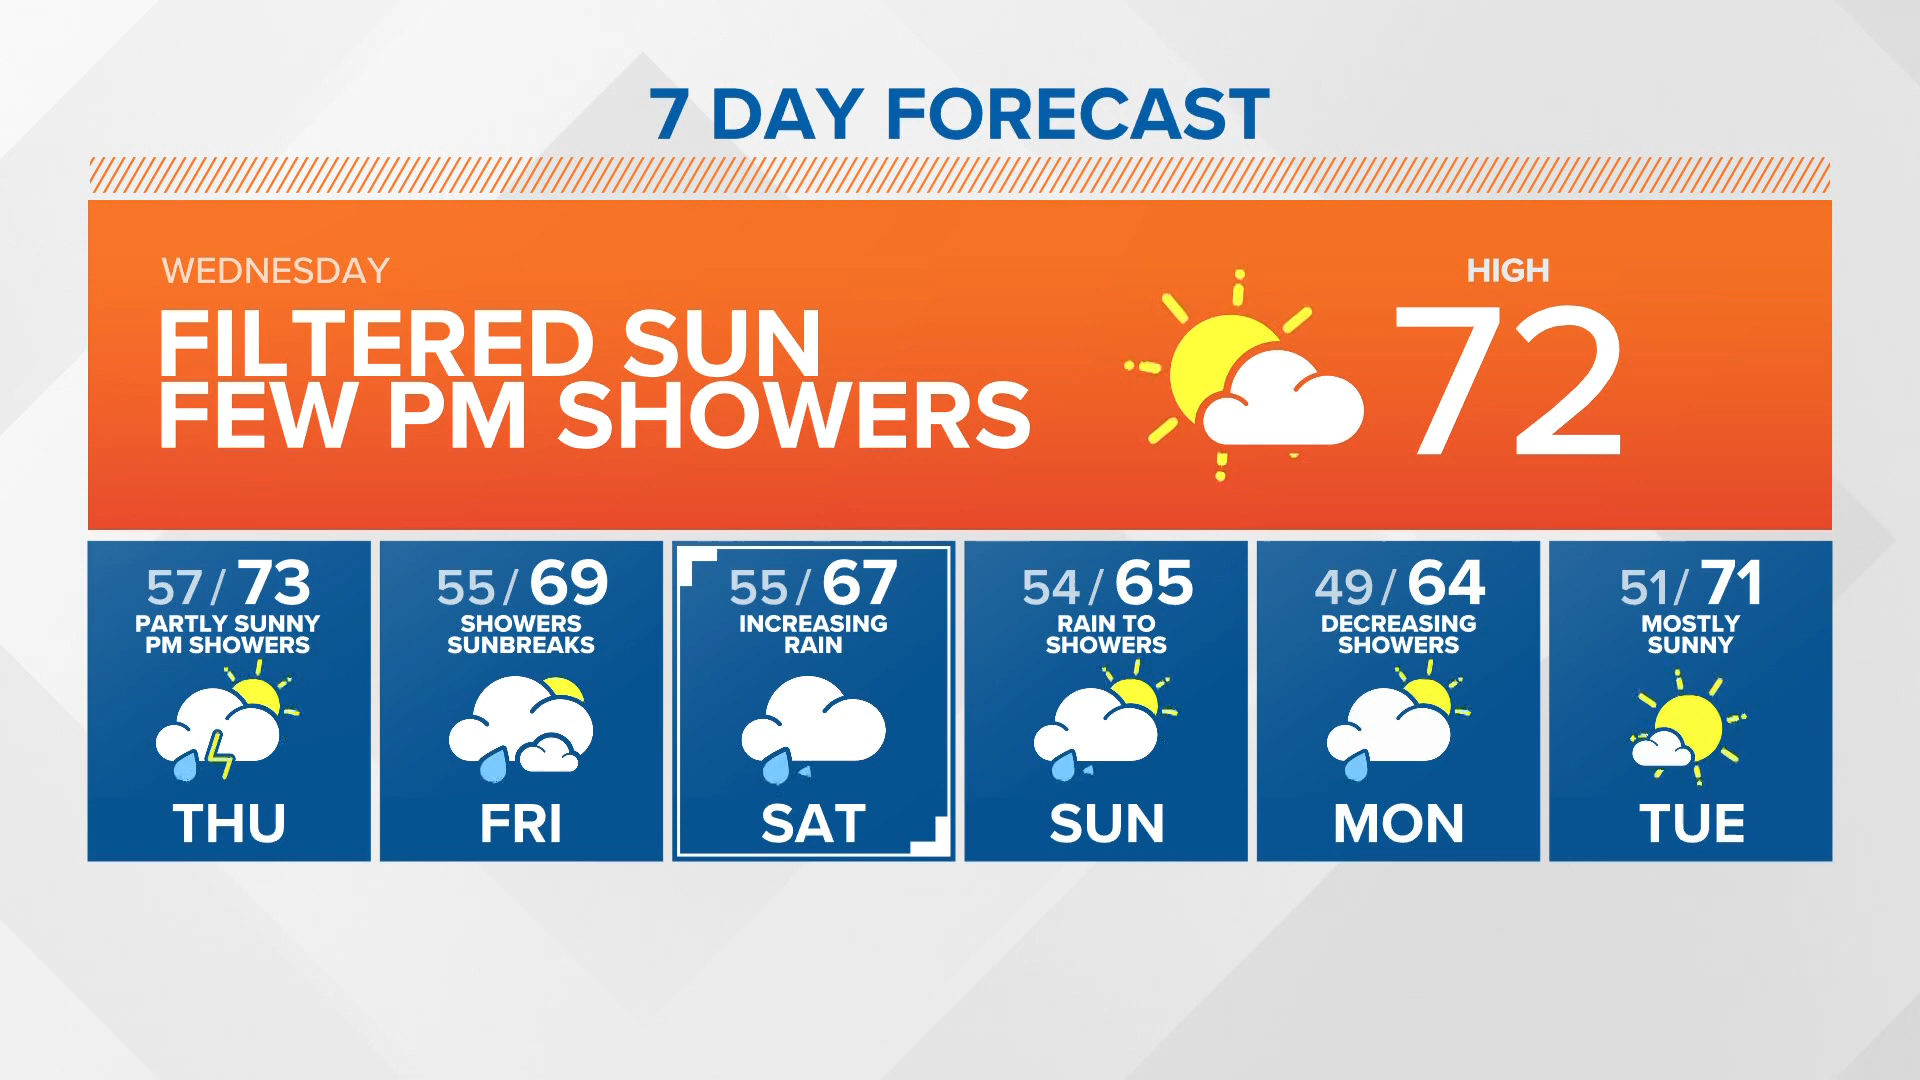 7 DAY FORECAST
WEDNESDAY
FILTERED SUN
FEW PM SHOWERS
HIGH
72
57/73
PARTLY SUNNY
PM SHOWERS
THU
55/69
SHOWERS
SUNBREAKS
FRI
55/67
INCREASING
RAIN
SAT
54/65
RAIN TO
SHOWERS
SUN
49/64
DECREASING
SHOWERS
MON
51/71
MOSTLY
SUNNY
TUE